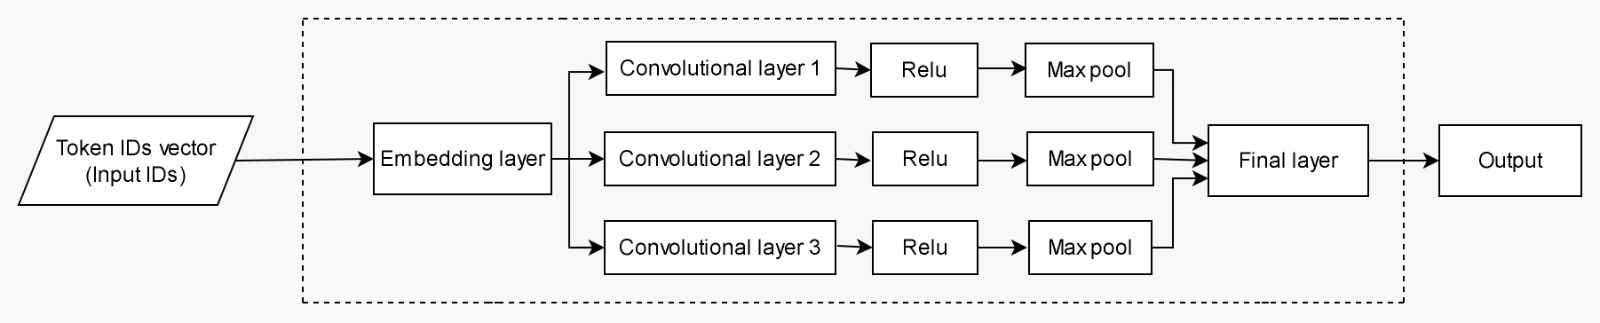 Token IDs vector
(Input IDs)
Embedding layer
Convolutional layer 1
Relu
Max pool
Convolutional layer 2
Relu
Max pool
Convolutional layer 3
Relu
Max pool
Final layer
Output